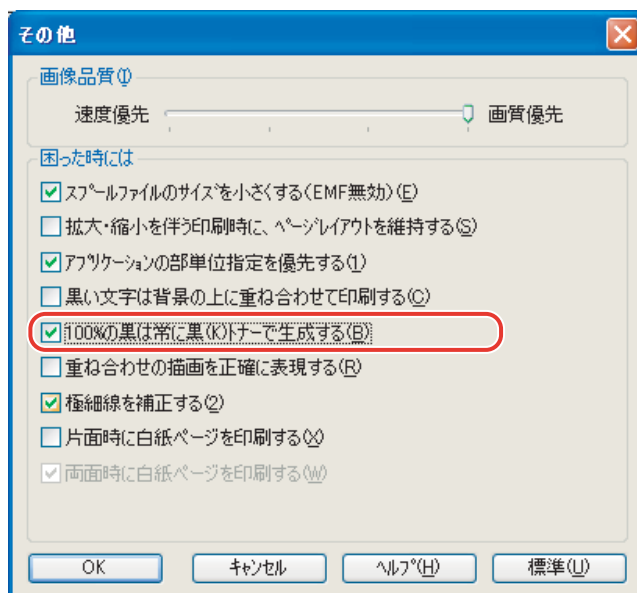 その他
画像品質(I)
速度優先 画質優先
困った時には
スプールファイルのサイズを小さくする(EMF無効)(E)
拡大・縮小を伴う印刷時に、ページレイアウトを維持する(S)
アプリケーションの部単位指定を優先する(1)
黒い文字は背景の上に重ね合わせて印刷する(C)
100%の黒は常に黒(K)トナーで生成する(B)
重ね合わせの描画を正確に表現する(R)
極細線を補正する(2)
片面時に白紙ページを印刷する(X)
両面時に白紙ページを印刷する(W)
OK キャンセル ヘルプ(H) 標準(U)